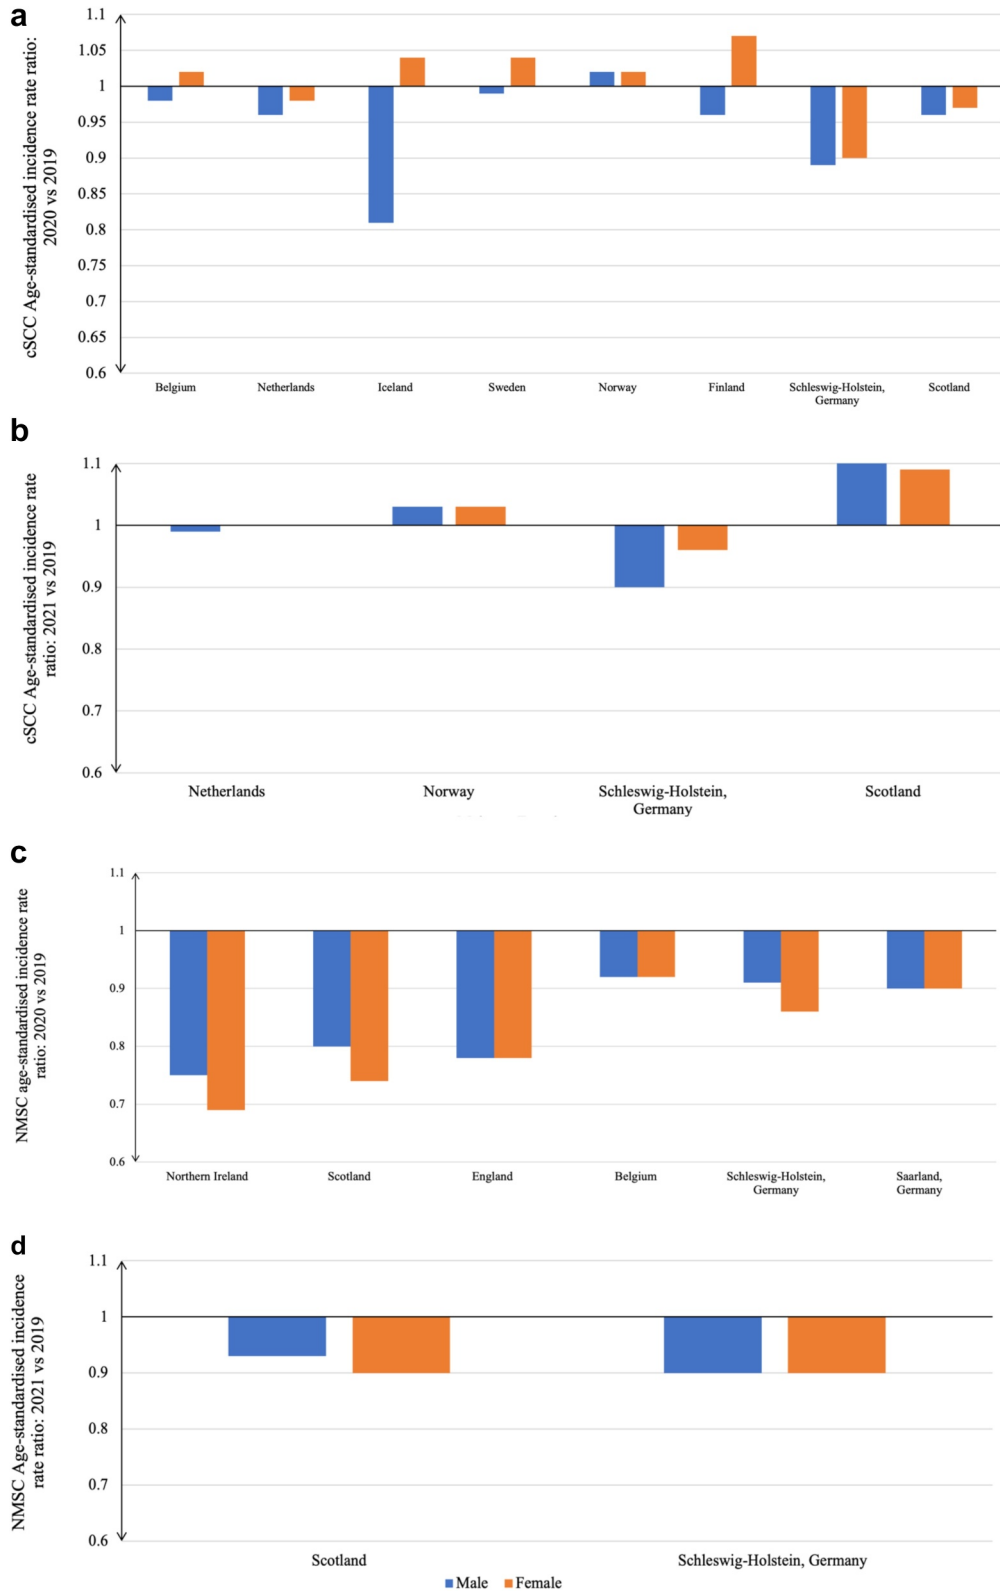 a
cSCC Age-standardised incidence rate ratio:
2020 vs 2019
1.1
1.05
1
0.95
0.9
0.85
0.8
0.75
0.7
0.65
0.6
Belgium
Netherlands
Iceland
Sweden
Norway
Finland
Schleswig-Holstein,
Germany
Scotland
b
cSCC Age-standardised incidence rate
ratio: 2021 vs 2019
1.1
1
0.9
0.8
0.7
0.6
Netherlands
Norway
Schleswig-Holstein,
Germany
Scotland
c
NMSC age-standardised incidence rate
ratio: 2020 vs 2019
1.1
1
0.9
0.8
0.7
0.6
Northern Ireland
Scotland
England
Belgium
Schleswig-Holstein,
Germany
Saarland,
Germany
d
NMSC Age-standardised incidence
rate ratio: 2021 vs 2019
1.1
1
0.9
0.8
0.7
0.6
Scotland
Schleswig-Holstein, Germany
Male
Female